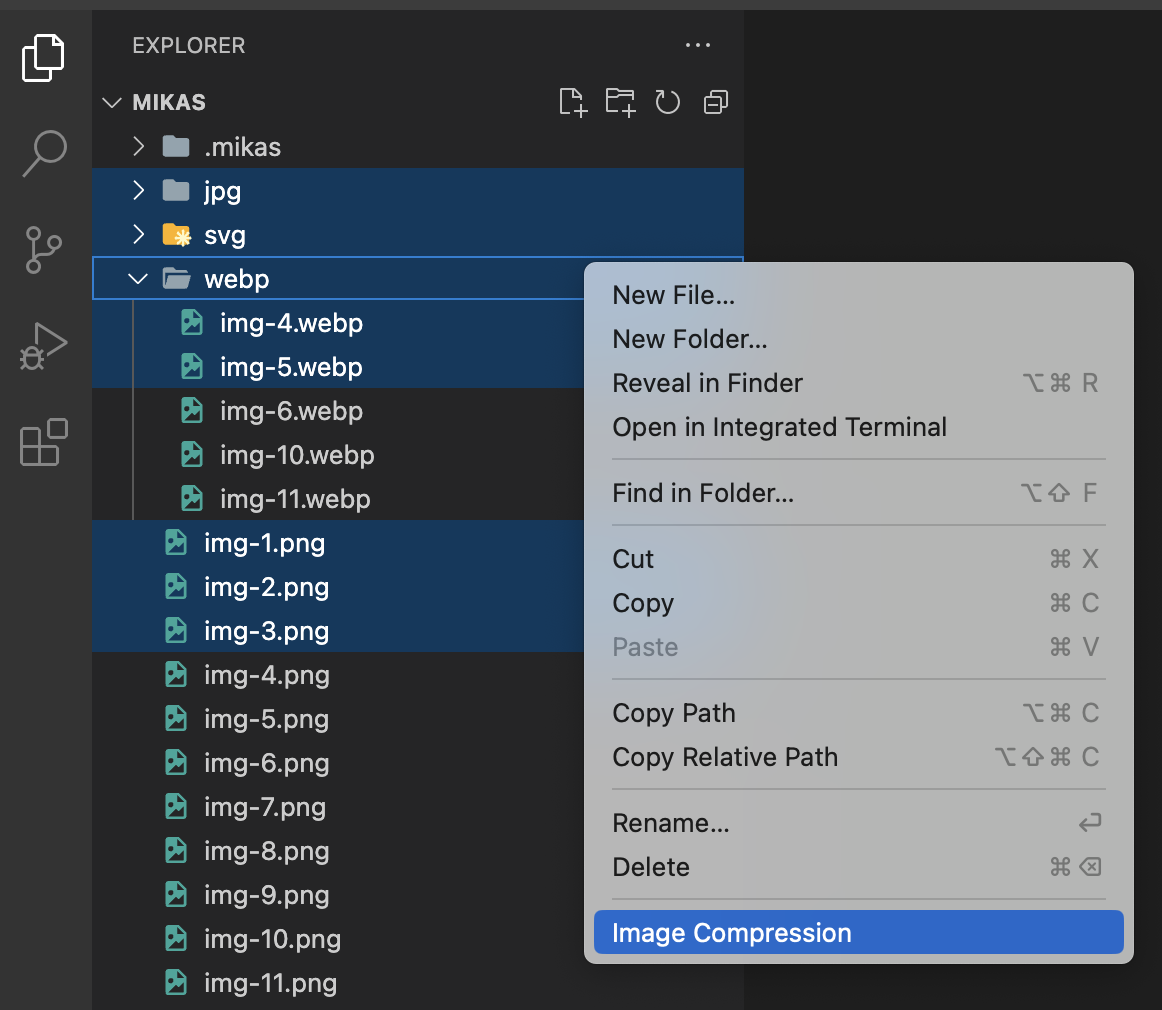 EXPLORER
MIKAS
.mikas
jpg
svg
webp
img-4.webp
img-5.webp
img-6.webp
img-10.webp
img-11.webp
img-1.png
img-2.png
img-3.png
img-4.png
img-5.png
img-6.png
img-7.png
img-8.png
img-9.png
img-10.png
img-11.png
New File...
New Folder...
Reveal in Finder ⌥⌘ R
Open in Integrated Terminal
Find in Folder... ⌥⇧ F
Cut ⌘ X
Copy ⌘ C
Paste ⌘ V
Copy Path ⌥⌘ C
Copy Relative Path ⌥⇧⌘ C
Rename... ↩
Delete ⌘⌫
Image Compression